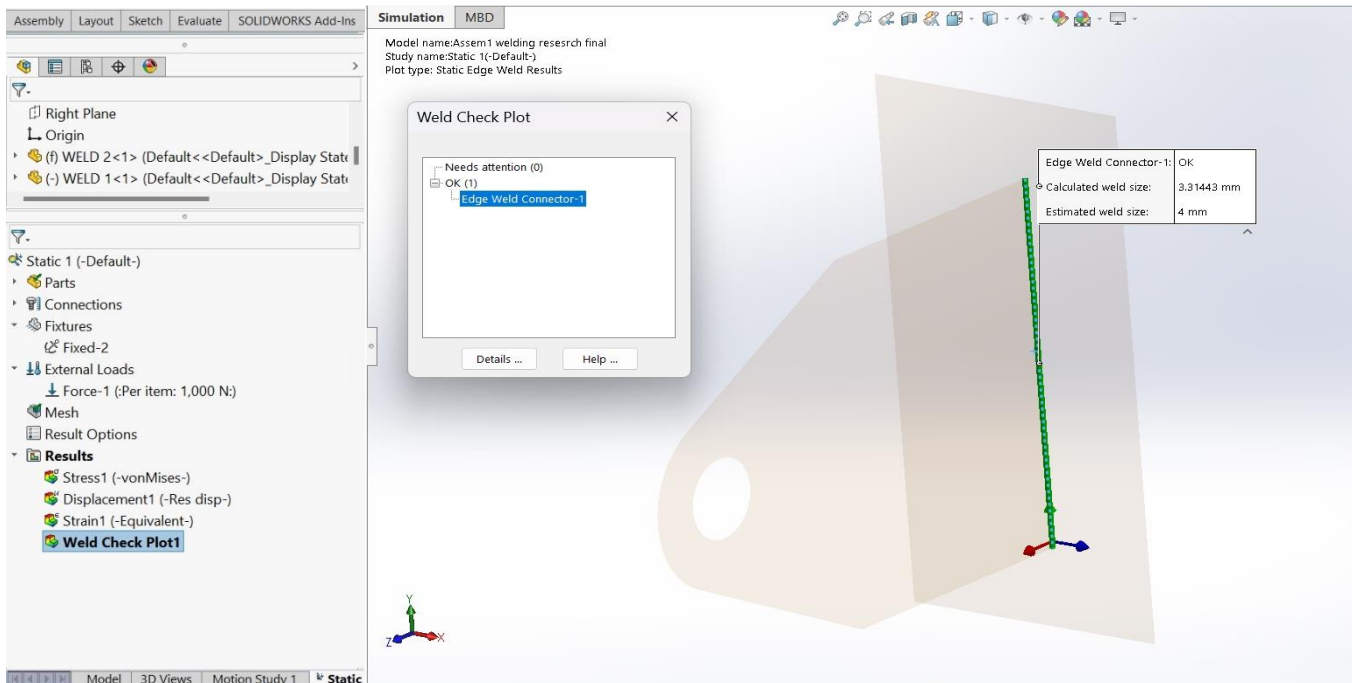 Assembly Layout Sketch Evaluate SOLIDWORKS Add-Ins Simulation MBD
Right Plane
Origin
(f) WELD 2<1> (Default<<Default>_Display State
(-) WELD 1<1> (Default<<Default>_Display State
Static 1 (-Default-)
Parts
Connections
Fixtures
Fixed-2
External Loads
Force-1 (:Per item: 1,000 N:)
Mesh
Result Options
Results
Stress1 (-vonMises-)
Displacement1 (-Res disp-)
Strain1 (-Equivalent-)
Weld Check Plot1
Model name:Assem1 welding resesrch final
Study name:Static 1(-Default-)
Plot type: Static Edge Weld Results
Weld Check Plot
Needs attention (0)
OK (1)
Edge Weld Connector-1
Details ... Help ...
Edge Weld Connector-1: OK
Calculated weld size: 3.31443 mm
Estimated weld size: 4 mm
Y
Z X
Model 3D Views Motion Study 1 Static